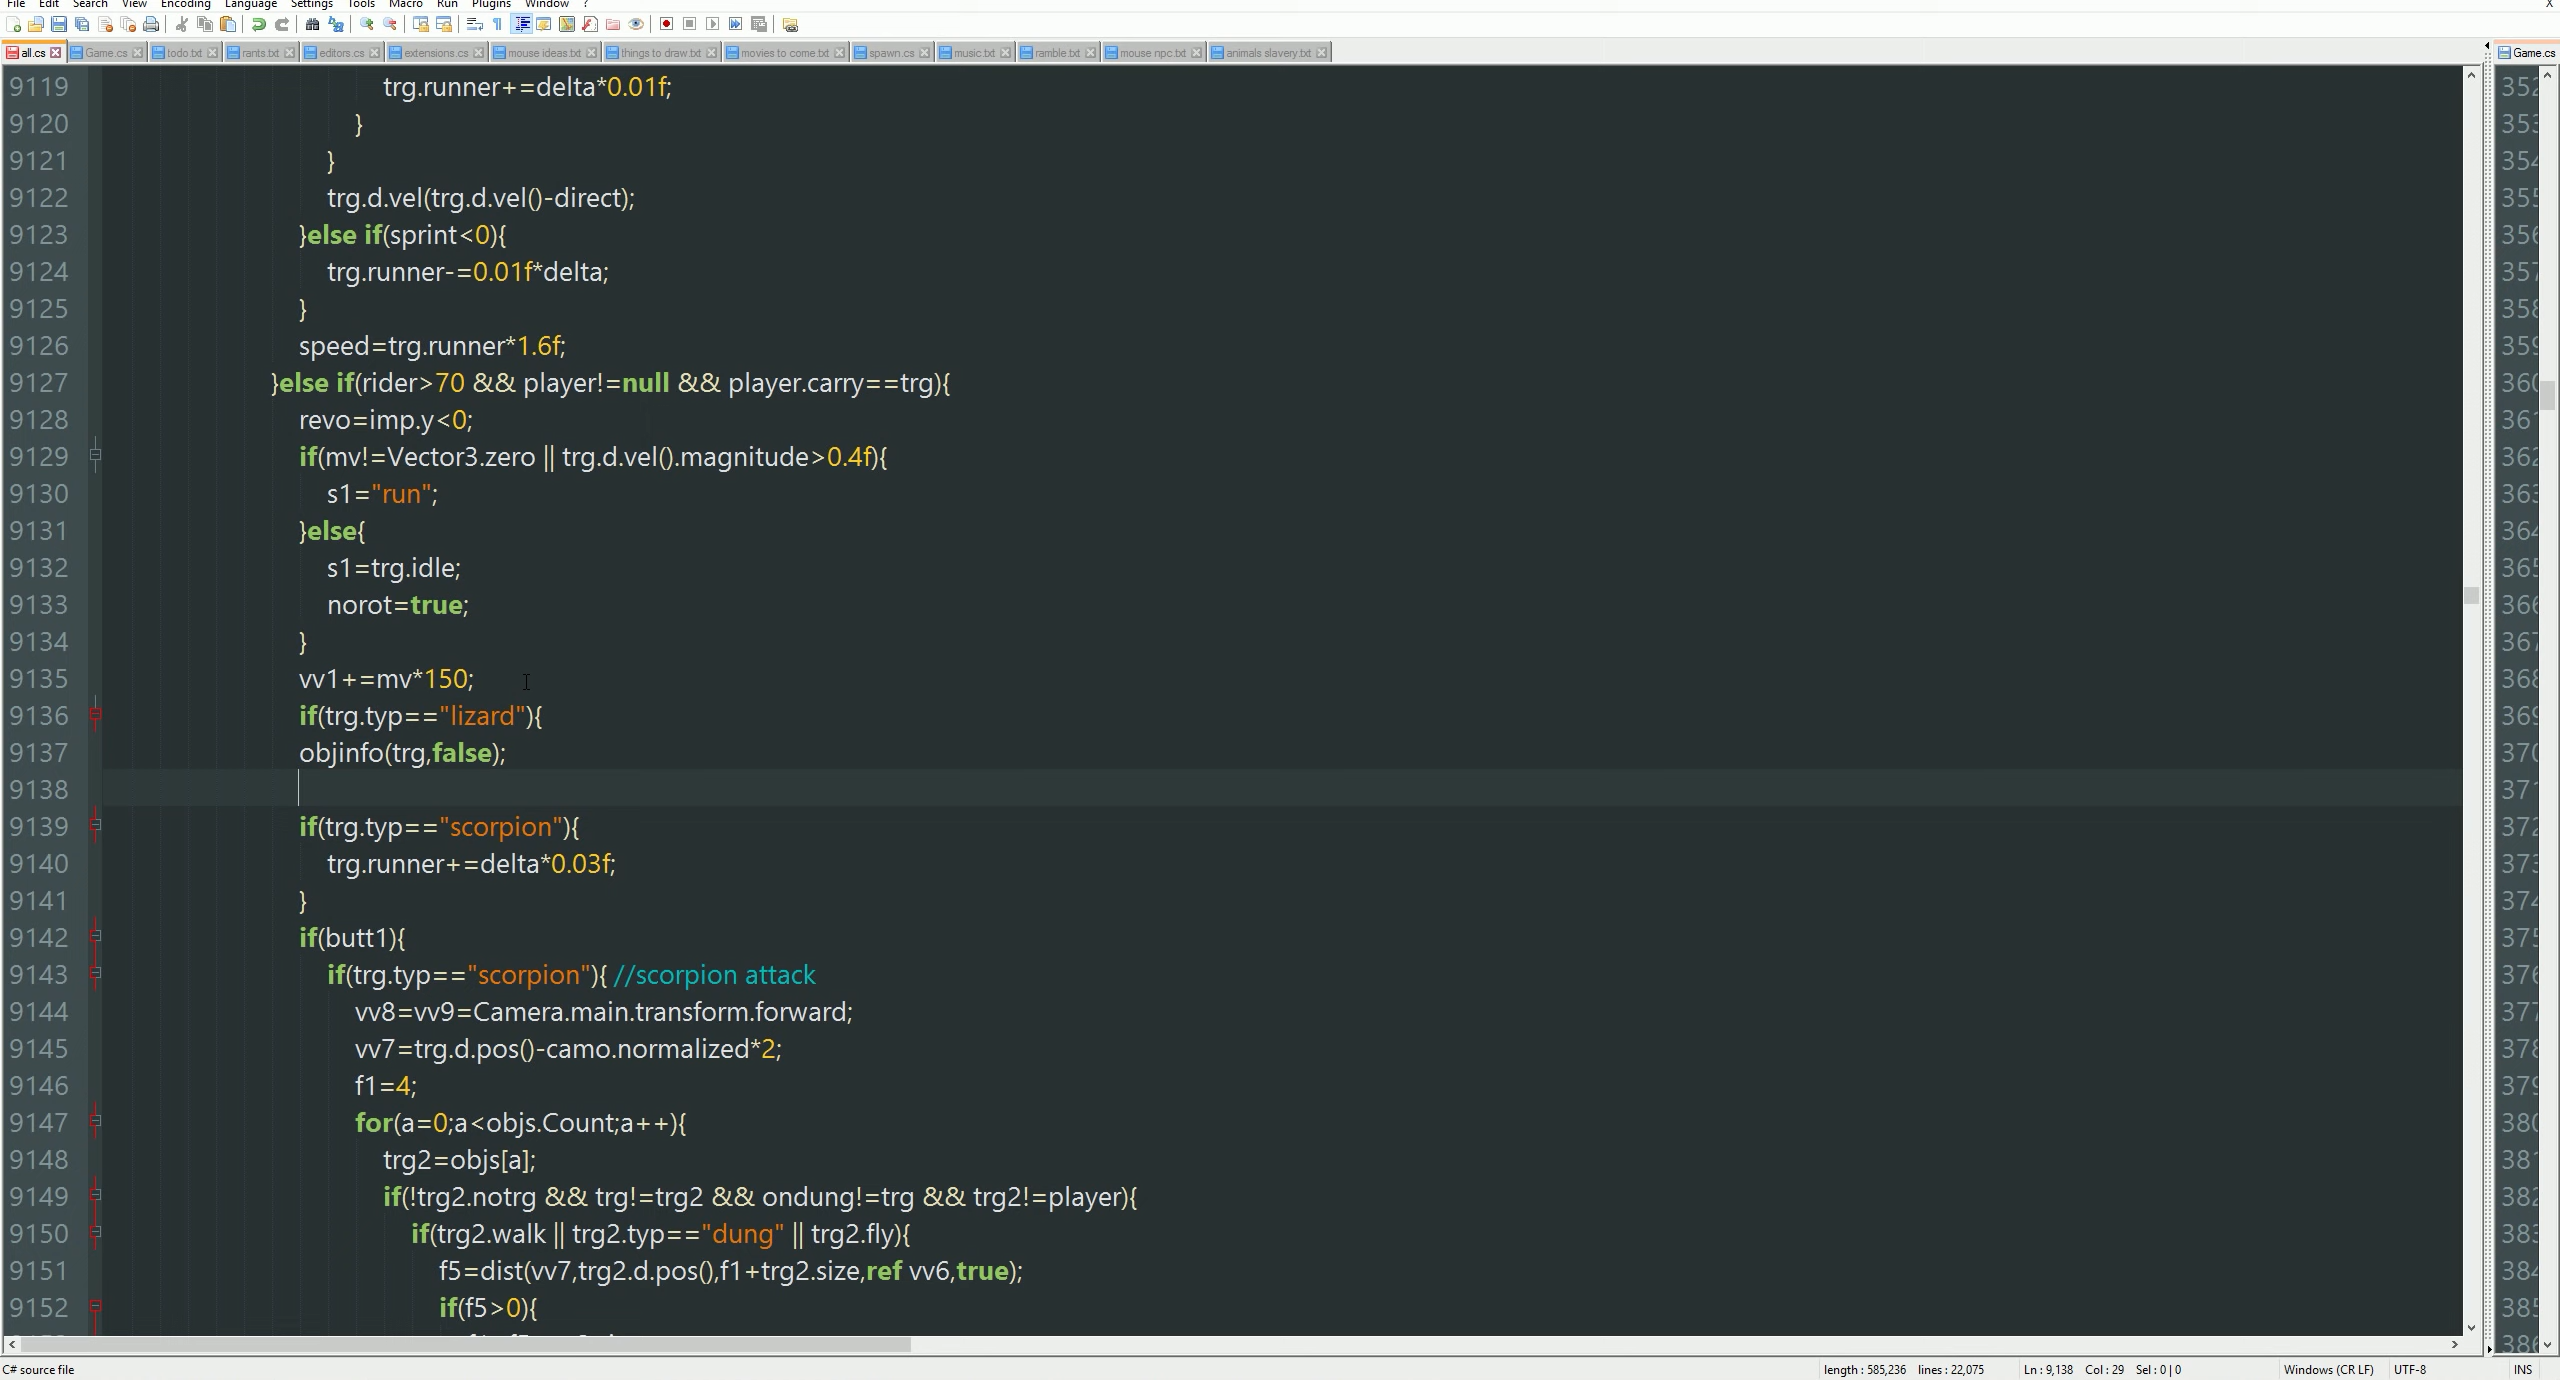 File Edit Search View Encoding Language Settings Tools Macro Run Plugins Window ? X
all.cs Game.cs todo.txt rants.txt editors.cs extensions.cs mouse ideas.txt things to draw.txt movies to come.txt spawn.cs music.txt ramble.txt mouse npc.txt animals slavery.txt Game.cs
9119 trg.runner+=delta*0.01f;
9120 }
9121 }
9122 trg.d.vel(trg.d.vel()-direct);
9123 }else if(sprint<0){
9124 trg.runner-=0.01f*delta;
9125 }
9126 speed=trg.runner*1.6f;
9127 }else if(rider>70 && player!=null && player.carry==trg){
9128 revo=imp.y<0;
9129 if(mv!=Vector3.zero || trg.d.vel().magnitude>0.4f){
9130 s1="run";
9131 }else{
9132 s1=trg.idle;
9133 norot=true;
9134 }
9135 vv1+=mv*150;
9136 if(trg.typ=="lizard"){
9137 objinfo(trg,false);
9138
9139 if(trg.typ=="scorpion"){
9140 trg.runner+=delta*0.03f;
9141 }
9142 if(butt1){
9143 if(trg.typ=="scorpion"){ //scorpion attack
9144 vv8=vv9=Camera.main.transform.forward;
9145 vv7=trg.d.pos()-camo.normalized*2;
9146 f1=4;
9147 for(a=0;a<objs.Count;a++){
9148 trg2=objs[a];
9149 if(!trg2.notrg && trg!=trg2 && ondung!=trg && trg2!=player){
9150 if(trg2.walk || trg2.typ=="dung" || trg2.fly){
9151 f5=dist(vv7,trg2.d.pos(),f1+trg2.size,ref vv6,true);
9152 if(f5>0){
C# source file length : 585,236 lines : 22,075 Ln : 9,138 Col : 29 Sel : 0 | 0 Windows (CR LF) UTF-8 INS